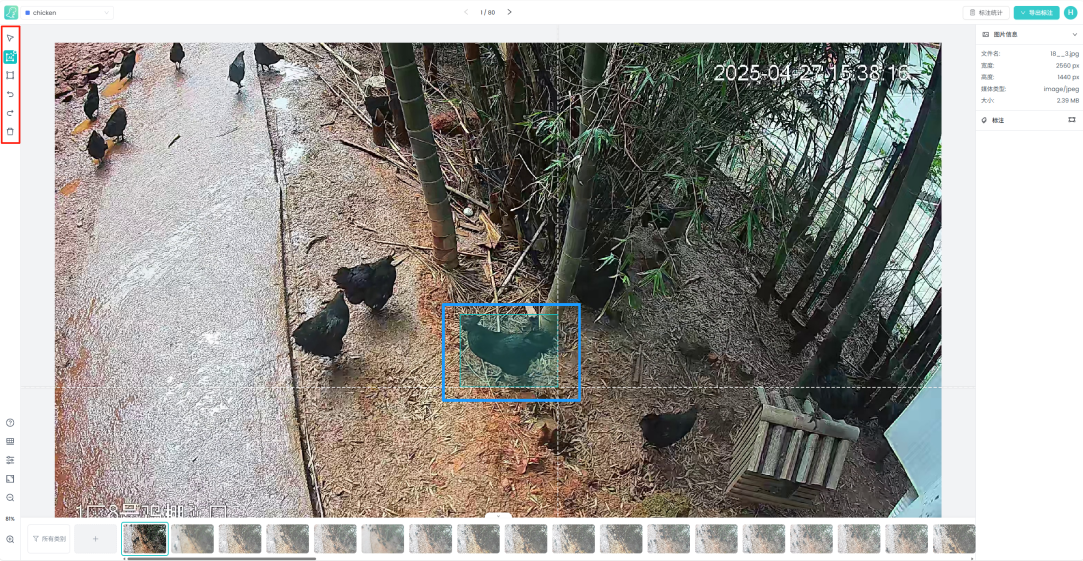 chicken
1 / 60
标注统计
导出标注
H
图片信息
文件名: 18__3.jpg
宽度: 2560 px
高度: 1440 px
媒体类型: image/jpeg
大小: 2.39 MB
标注
2025-04-27 15:38:16
61%
所有类别
+